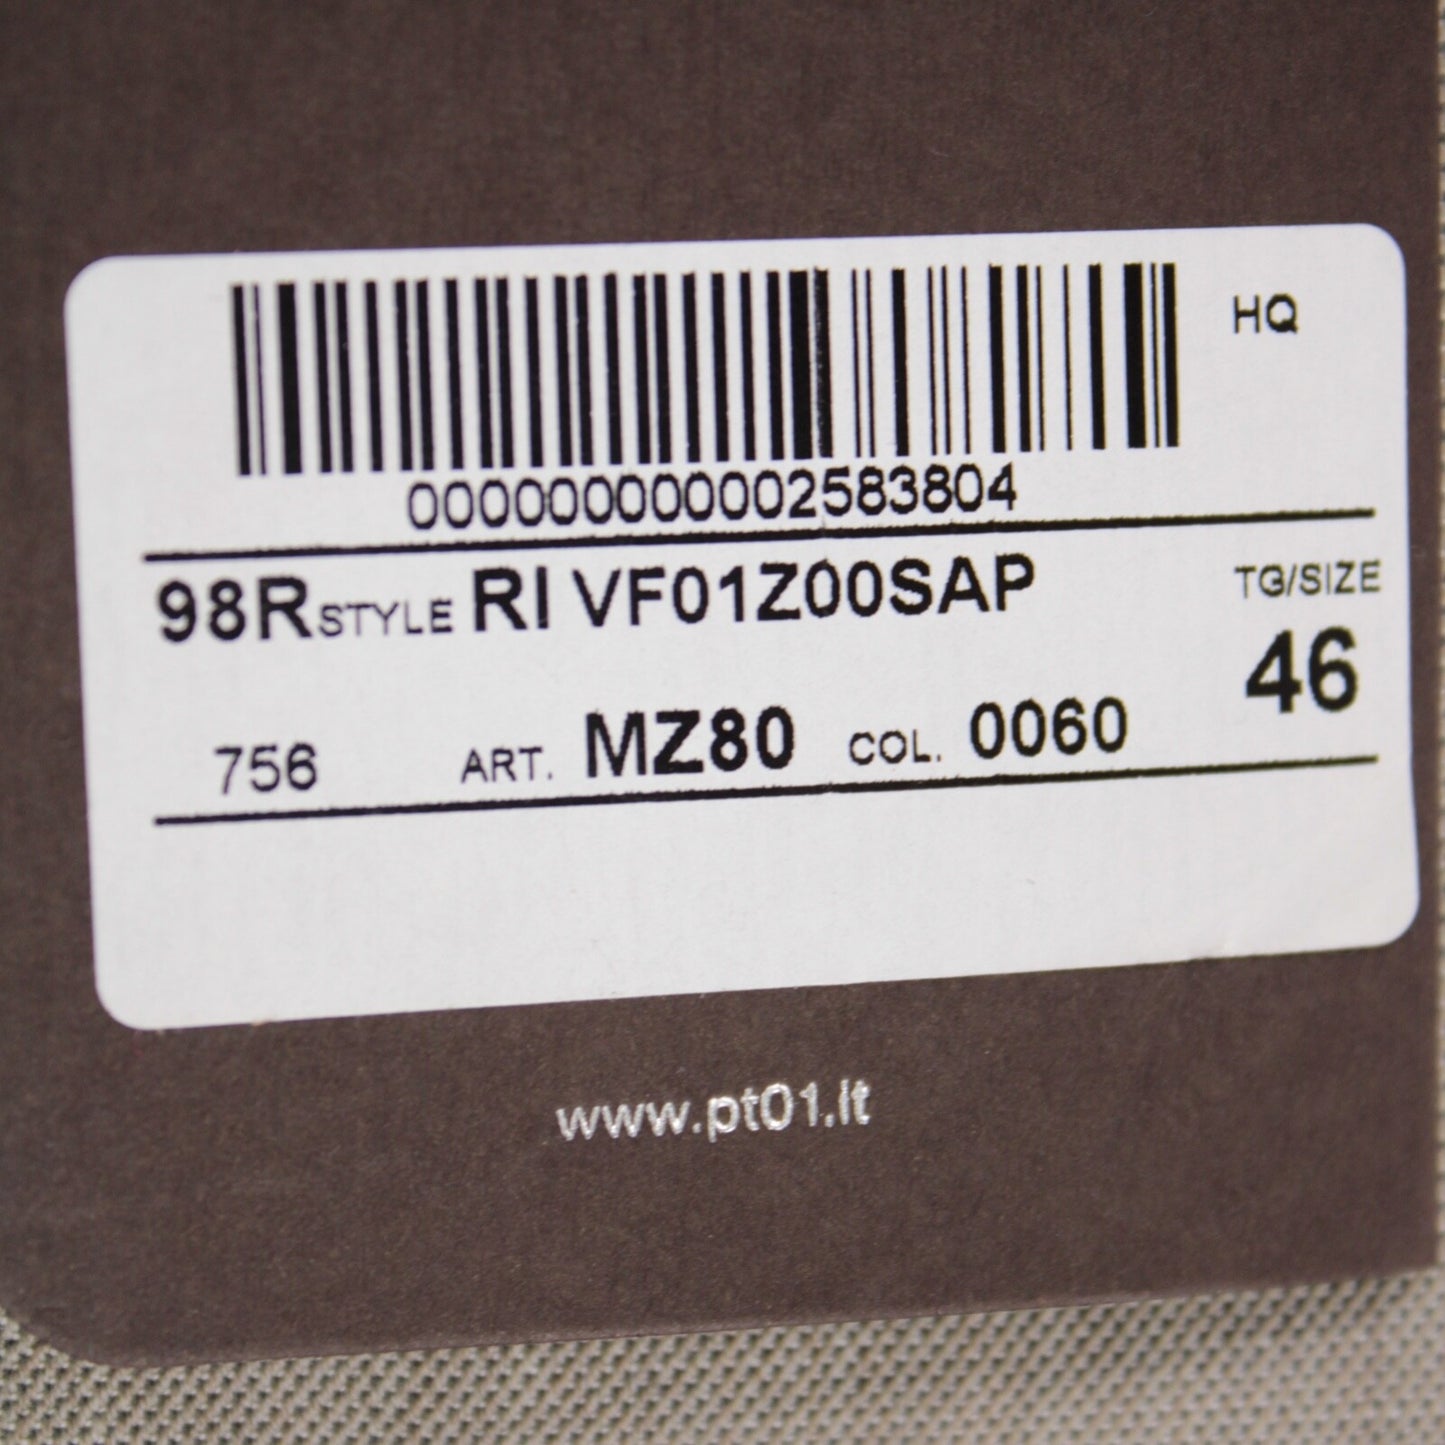 HQ
000000000002583804
98R STYLE RI VF01Z00SAP TG/SIZE
46
756 ART. MZ80 COL. 0060
www.pt01.it